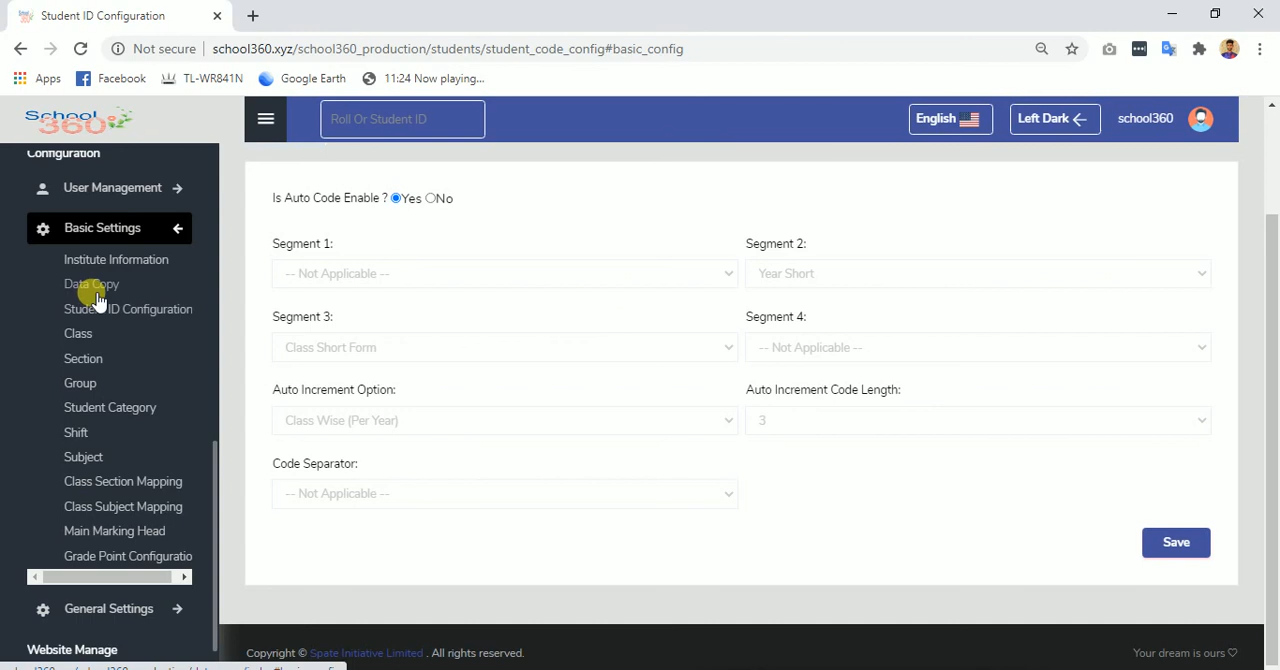 Student ID Configuration
Not secure
school360.xyz/school360_production/students/student_code_config#basic_config
Apps
Facebook
TL-WR841N
Google Earth
11:24 Now playing...
School
360°
Roll Or Student ID
English
Left Dark
school360
Configuration
User Management
Basic Settings
Institute Information
Data Copy
Student ID Configuration
Class
Section
Group
Student Category
Shift
Subject
Class Section Mapping
Class Subject Mapping
Main Marking Head
Grade Point Configuratio
General Settings
Website Manage
Is Auto Code Enable ? Yes No
Segment 1:
-- Not Applicable --
Segment 2:
Year Short
Segment 3:
Class Short Form
Segment 4:
-- Not Applicable --
Auto Increment Option:
Class Wise (Per Year)
Auto Increment Code Length:
3
Code Separator:
-- Not Applicable --
Save
Copyright © Spate Initiative Limited . All rights reserved.
Your dream is ours